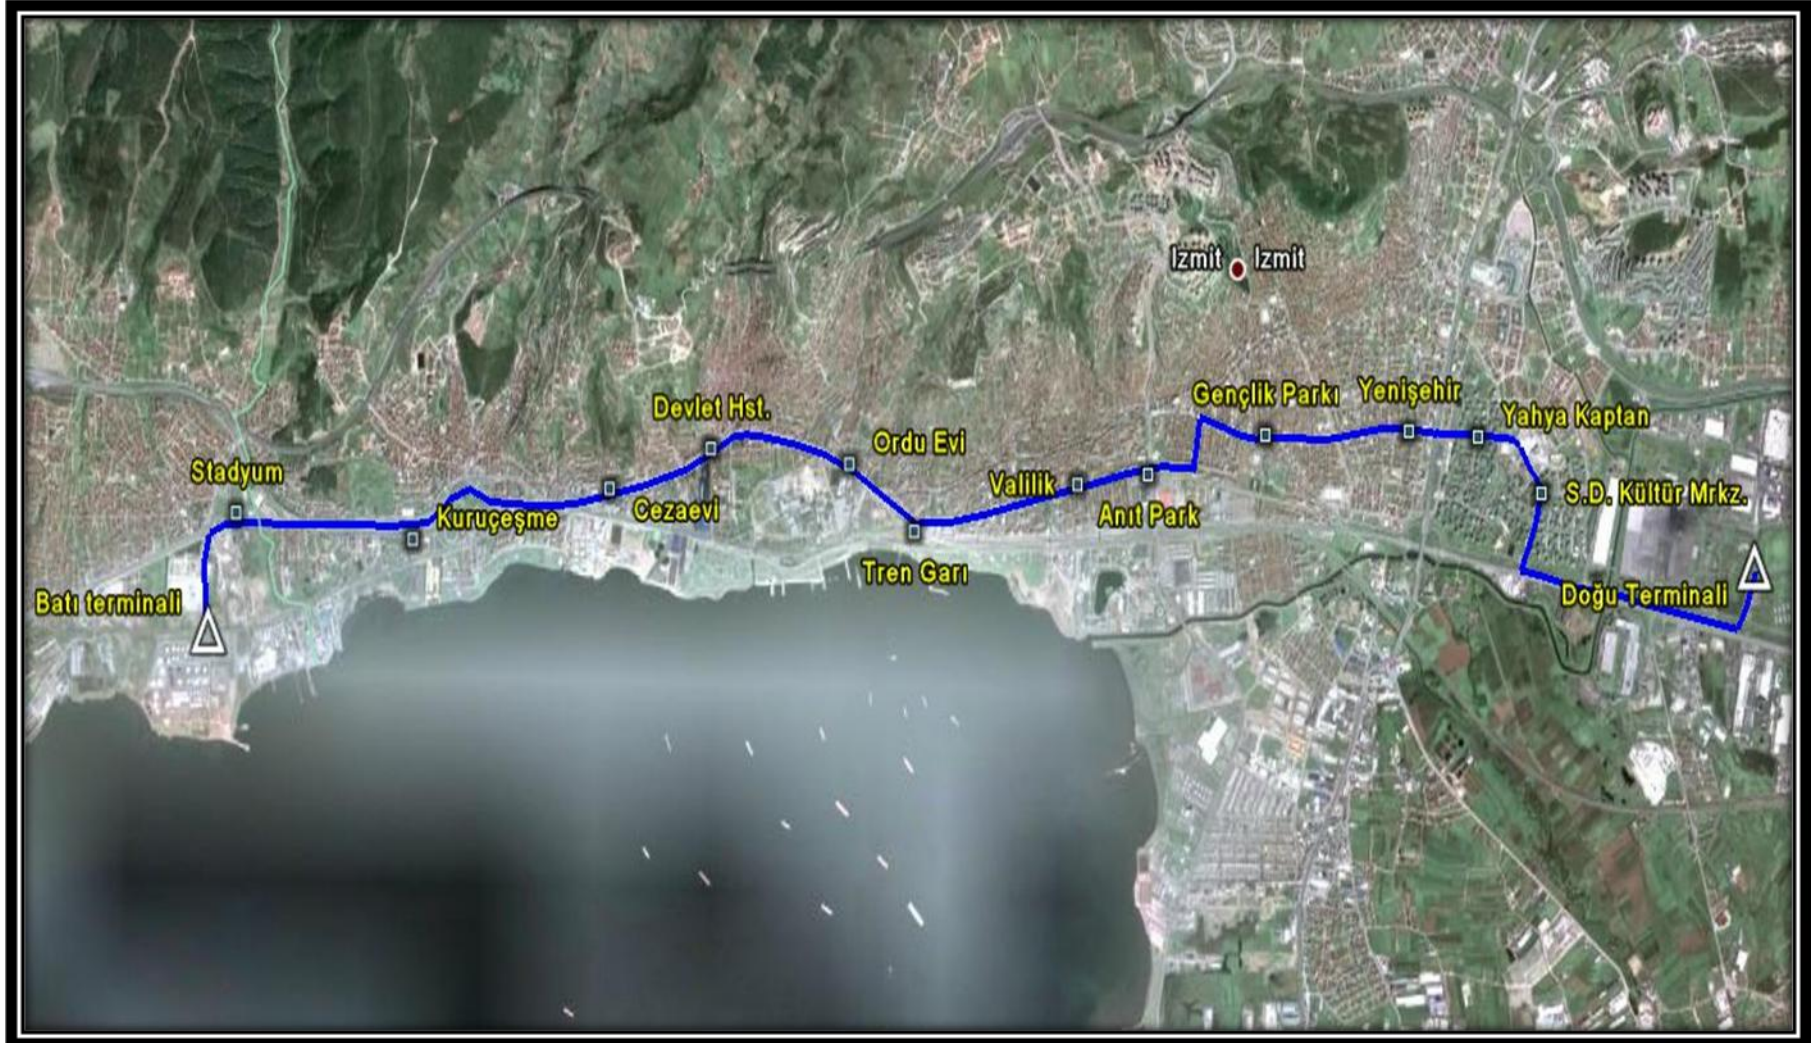 Izmit Izmit
Devlet Hst.
Gençlik Parkı
Yenişehir
Yahya Kaptan
Ordu Evi
Stadyum
Valilik
S.D. Kültür Mrkz.
Kuruçeşme
Cezaevi
Anıt Park
Tren Garı
Batı terminali
Doğu Terminali